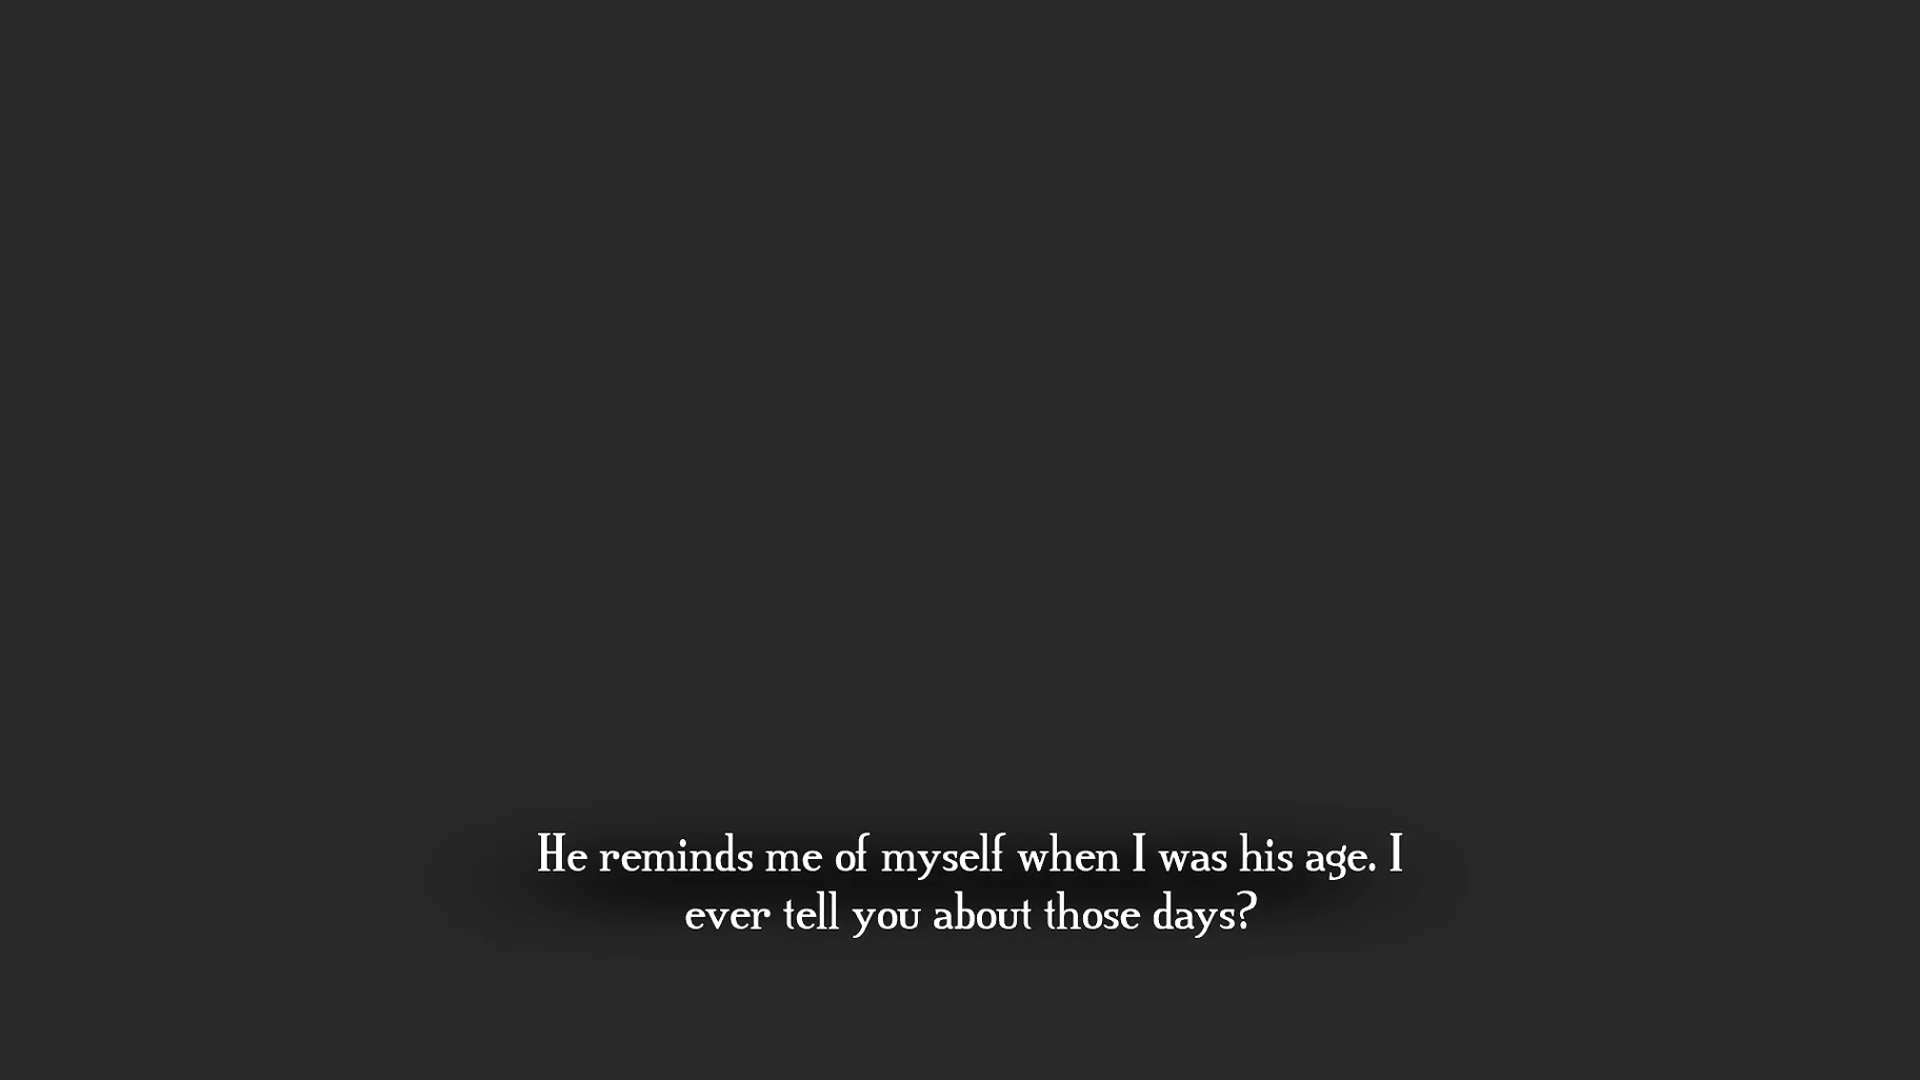 He reminds me of myself when I was his age. I
ever tell you about those days?